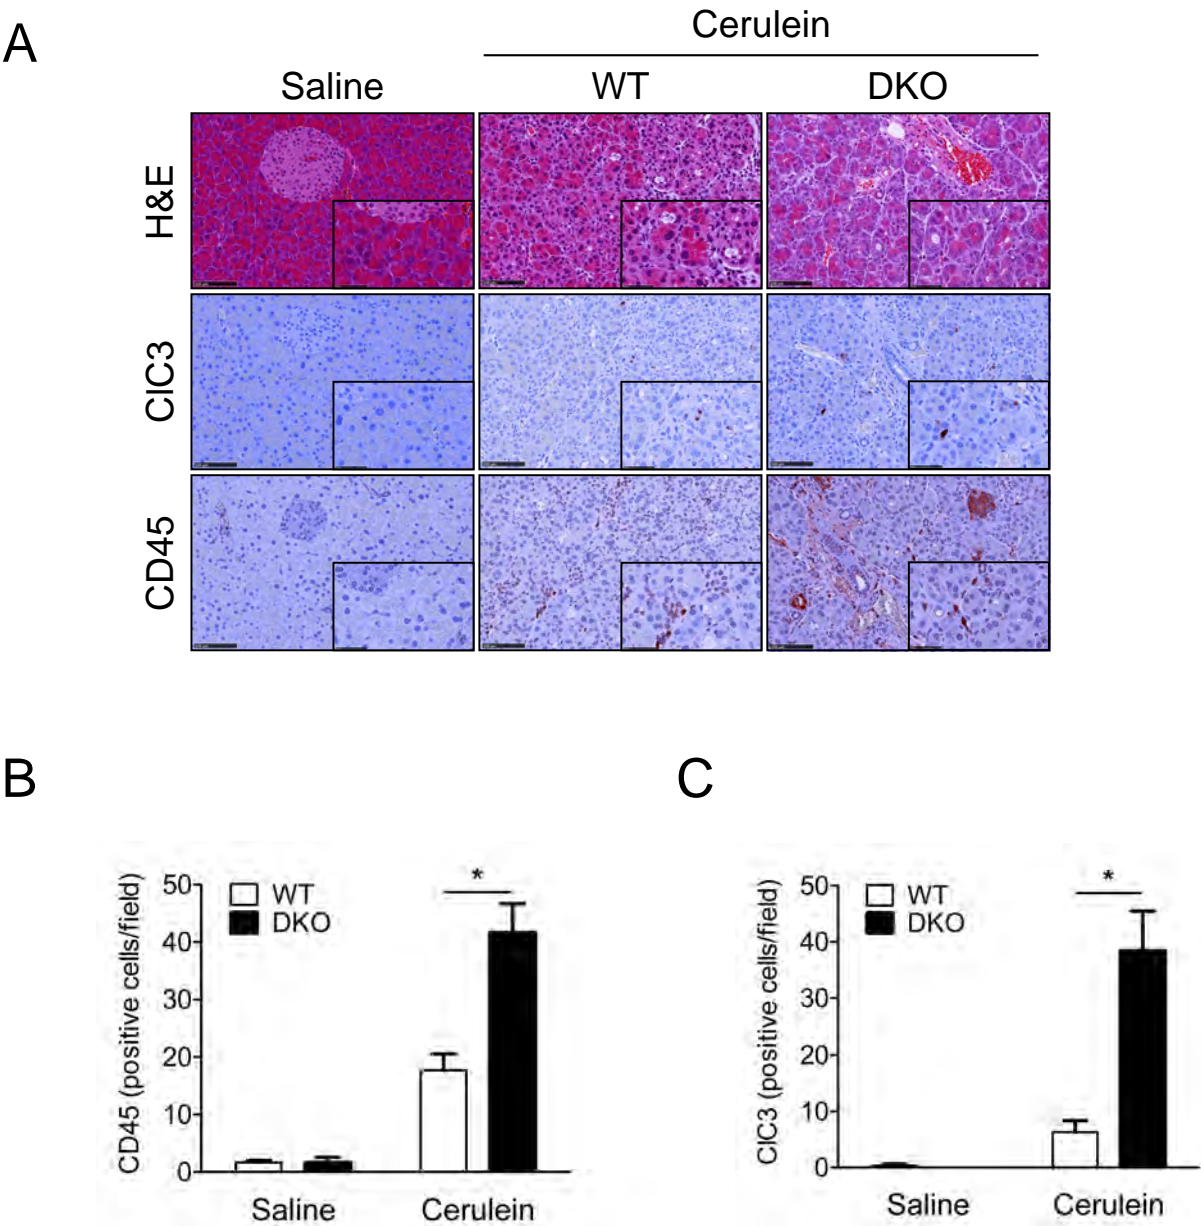 A
Cerulein
Saline WT DKO
H&E
ClC3
CD45
B
C
CD45 (positive cells/field)
50
40
30
20
10
0
WT
DKO
*
Saline Cerulein
ClC3 (positive cells/field)
50
40
30
20
10
0
WT
DKO
*
Saline Cerulein